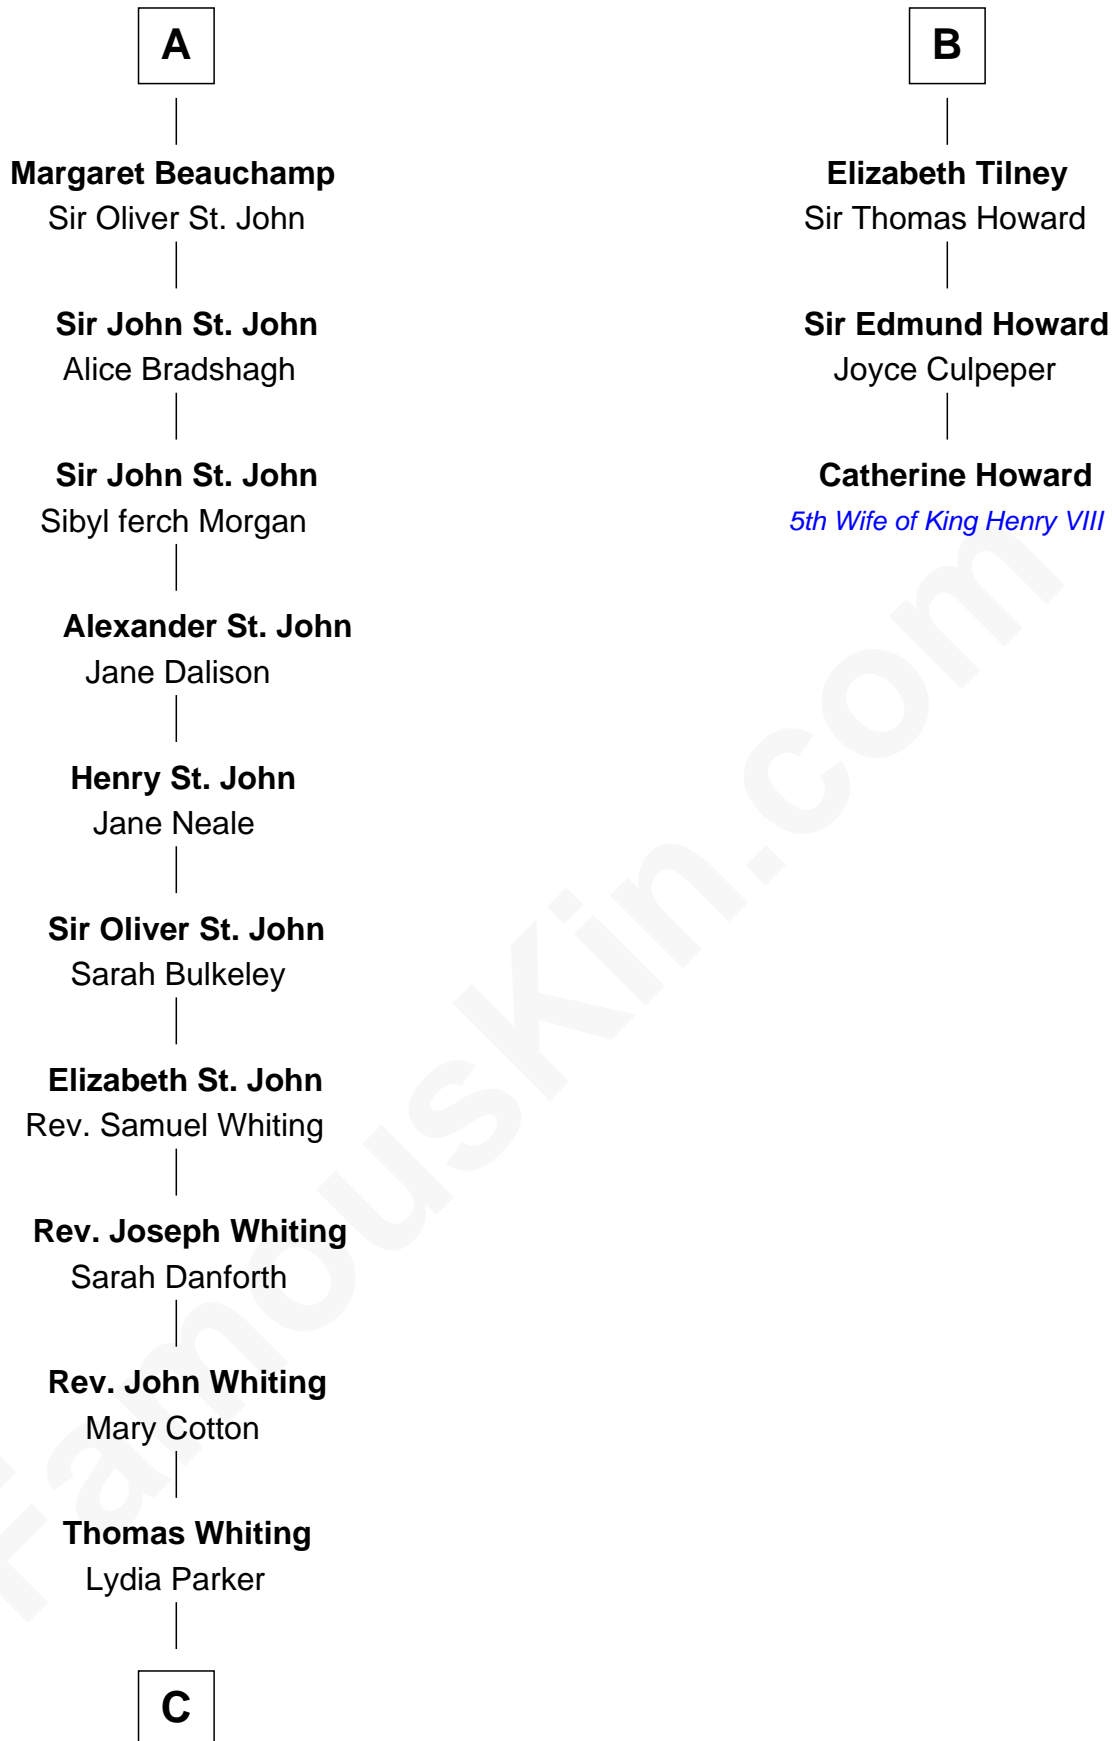 A
Margaret Beauchamp
Sir Oliver St. John
Sir John St. John
Alice Bradshagh
Sir John St. John
Sibyl ferch Morgan
Alexander St. John
Jane Dalison
Henry St. John
Jane Neale
Sir Oliver St. John
Sarah Bulkeley
Elizabeth St. John
Rev. Samuel Whiting
Rev. Joseph Whiting
Sarah Danforth
Rev. John Whiting
Mary Cotton
Thomas Whiting
Lydia Parker
C
B
Elizabeth Tilney
Sir Thomas Howard
Sir Edmund Howard
Joyce Culpeper
Catherine Howard
5th Wife of King Henry VIII
FamousKin.com